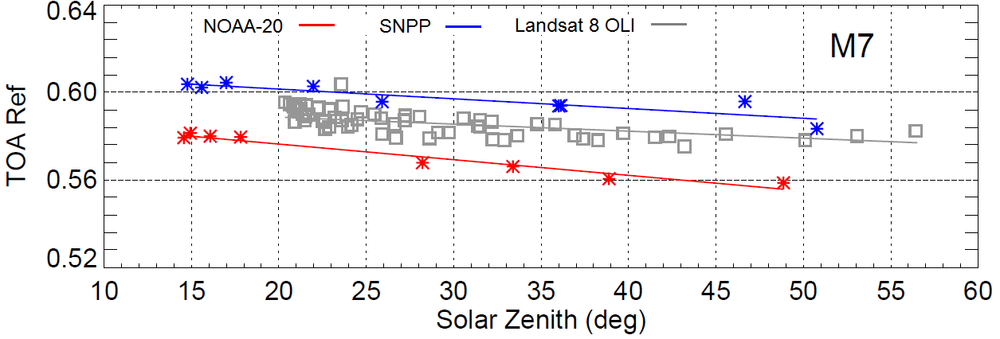 0.64
NOAA-20 SNPP Landsat 8 OLI
M7
0.60
TOA Ref
0.56
0.52
10 15 20 25 30 35 40 45 50 55 60
Solar Zenith (deg)